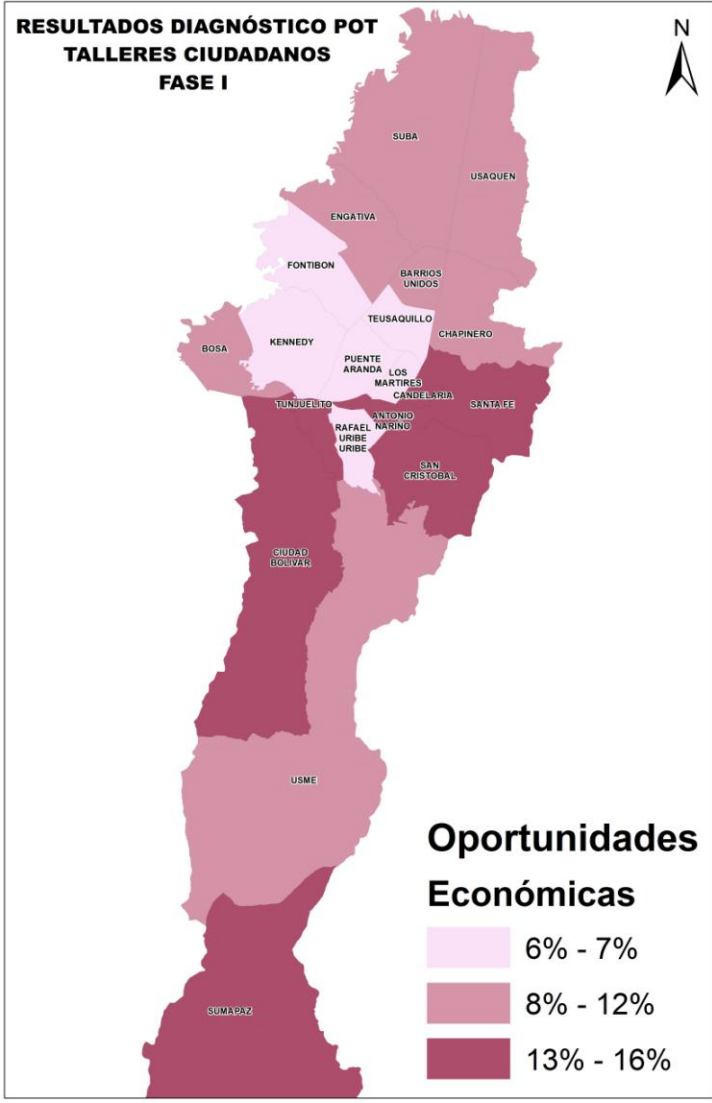 RESULTADOS DIAGNÓSTICO POT
TALLERES CIUDADANOS
FASE I
N
SUBA
USAQUEN
ENGATIVA
FONTIBON
BARRIOS
UNIDOS
TEUSAQUILLO
CHAPINERO
KENNEDY
BOSA
PUENTE
ARANDA
LOS
MARTIRES
CANDELARIA
SANTA FE
TUNJUELITO
ANTONIO
NARIÑO
RAFAEL
URIBE
URIBE
SAN
CRISTOBAL
CIUDAD
BOLIVAR
USME
SUMAPAZ
Oportunidades
Económicas
6% - 7%
8% - 12%
13% - 16%